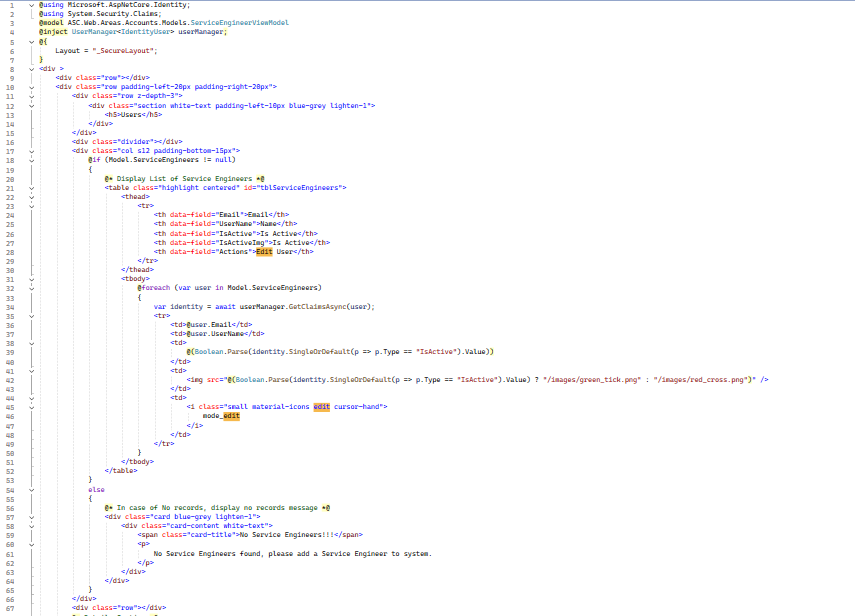 1 @using Microsoft.AspNetCore.Identity;
2 @using System.Security.Claims;
3 @model ASC.Web.Areas.Accounts.Models.ServiceEngineerViewModel
4 @inject UserManager<IdentityUser> userManager;
5 @{
6 Layout = "_SecureLayout";
7 }
8 <div >
9 <div class="row"></div>
10 <div class="row padding-left-20px padding-right-20px">
11 <div class="row z-depth-3">
12 <div class="section white-text padding-left-10px blue-grey lighten-1">
13 <h5>Users</h5>
14 </div>
15 </div>
16 <div class="divider"></div>
17 <div class="col s12 padding-bottom-15px">
18 @if (Model.ServiceEngineers != null)
19 {
20 @* Display List of Service Engineers *@
21 <table class="highlight centered" id="tblServiceEngineers">
22 <thead>
23 <tr>
24 <th data-field="Email">Email</th>
25 <th data-field="UserName">Name</th>
26 <th data-field="IsActive">Is Active</th>
27 <th data-field="IsActiveImg">Is Active</th>
28 <th data-field="Actions">Edit User</th>
29 </tr>
30 </thead>
31 <tbody>
32 @foreach (var user in Model.ServiceEngineers)
33 {
34 var identity = await userManager.GetClaimsAsync(user);
35 <tr>
36 <td>@user.Email</td>
37 <td>@user.UserName</td>
38 <td>
39 @(Boolean.Parse(identity.SingleOrDefault(p => p.Type == "IsActive").Value))
40 </td>
41 <td>
42 <img src="@(Boolean.Parse(identity.SingleOrDefault(p => p.Type == "IsActive").Value) ? "/images/green_tick.png" : "/images/red_cross.png")" />
43 </td>
44 <td>
45 <i class="small material-icons edit cursor-hand">
46 mode_edit
47 </i>
48 </td>
49 </tr>
50 }
51 </tbody>
52 </table>
53 }
54 else
55 {
56 @* In case of No records, display no records message *@
57 <div class="card blue-grey lighten-1">
58 <div class="card-content white-text">
59 <span class="card-title">No Service Engineers!!!</span>
60 <p>
61 No Service Engineers found, please add a Service Engineer to system.
62 </p>
63 </div>
64 </div>
65 }
66 </div>
67 <div class="row"></div>